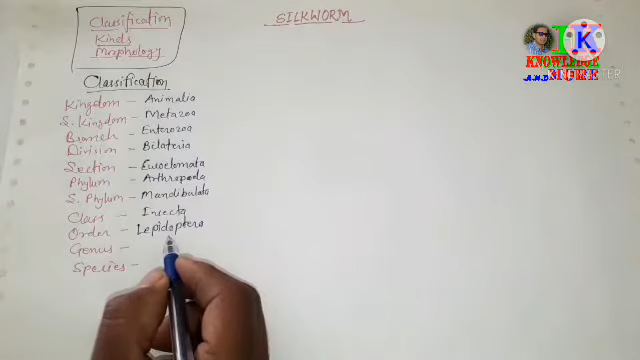 SILKWORM
Classification
Kinds
Morphology
Classification
Kingdom - Animalia
S. Kingdom - Metazoa
Branch - Enterozoa
Division - Bilateria
Section - Eucoelomata
Phylum - Arthropoda
S. Phylum - Mandibulata
Class - Insecta
Order - Lepidoptera
Genus -
Species -
K
KNOWLEDGE
AND